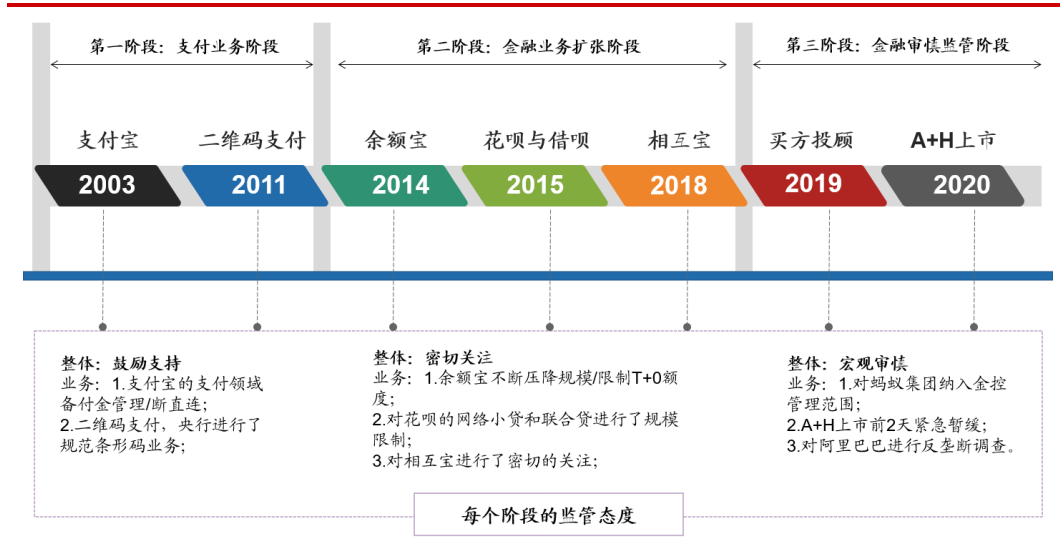 第一阶段：支付业务阶段
第二阶段：金融业务扩张阶段
第三阶段：金融审慎监管阶段
支付宝
二维码支付
余额宝
花呗与借呗
相互宝
买方投顾
A+H上市
2003
2011
2014
2015
2018
2019
2020
整体：鼓励支持
业务：1.支付宝的支付领域
备付金管理/断直连;
2.二维码支付，央行进行了
规范条形码业务;
整体：密切关注
业务：1.余额宝不断压降规模/限制T+0额
度;
2.对花呗的网络小贷和联合贷进行了规模
限制;
3.对相互宝进行了密切的关注;
整体：宏观审慎
业务：1.对蚂蚁集团纳入金控
管理范围;
2.A+H上市前2天紧急暂缓;
3.对阿里巴巴进行反垄断调查。
每个阶段的监管态度